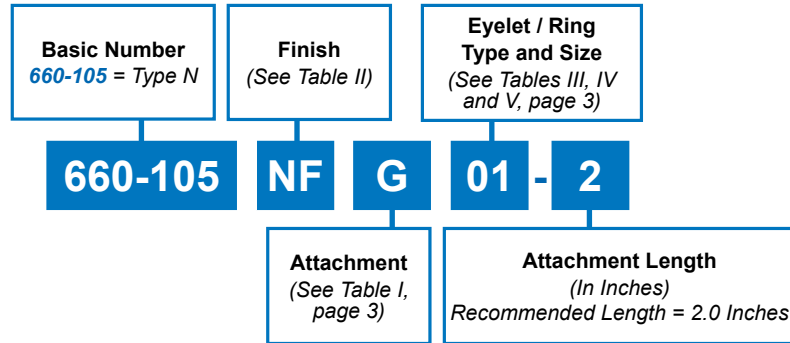 Basic Number
660-105 = Type N
Finish
(See Table II)
Eyelet / Ring
Type and Size
(See Tables III, IV
and V, page 3)
660-105 NF G 01 - 2
Attachment
(See Table I,
page 3)
Attachment Length
(In Inches)
Recommended Length = 2.0 Inches